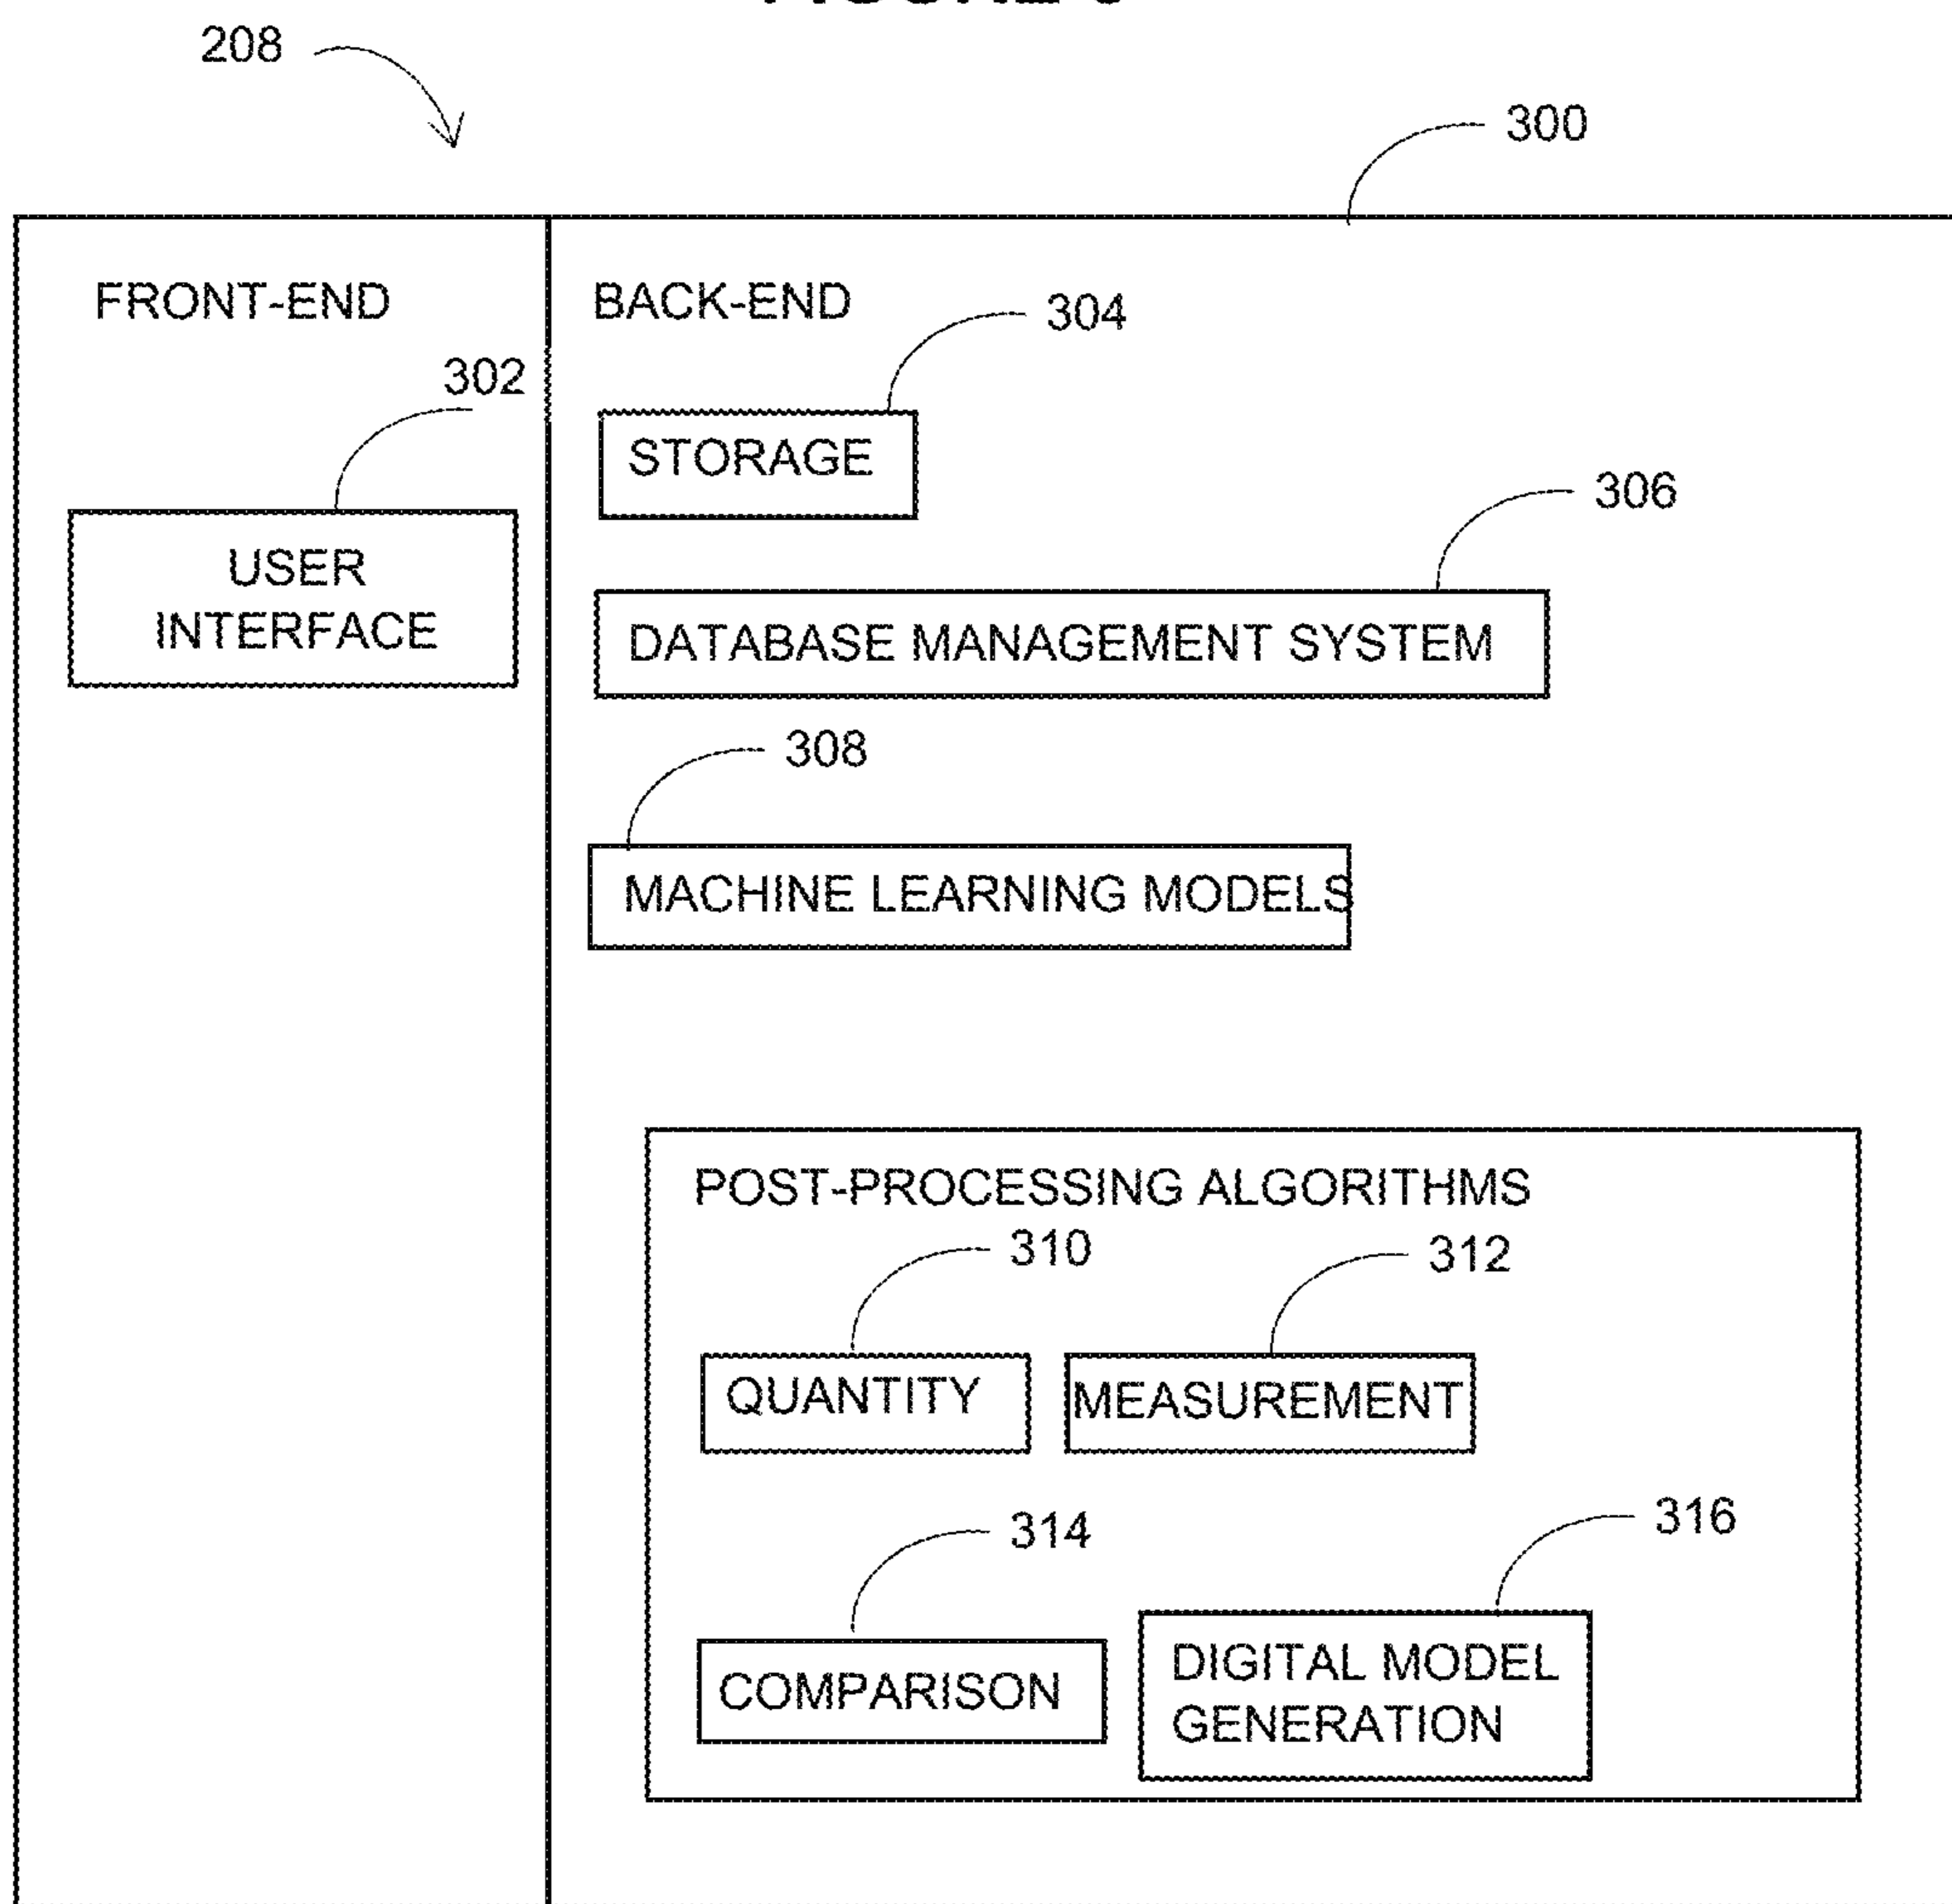 208
300
FRONT-END
BACK-END
304
302
STORAGE
306
USER
INTERFACE
DATABASE MANAGEMENT SYSTEM
308
MACHINE LEARNING MODELS
POST-PROCESSING ALGORITHMS
310
312
QUANTITY
MEASUREMENT
314
316
COMPARISON
DIGITAL MODEL
GENERATION